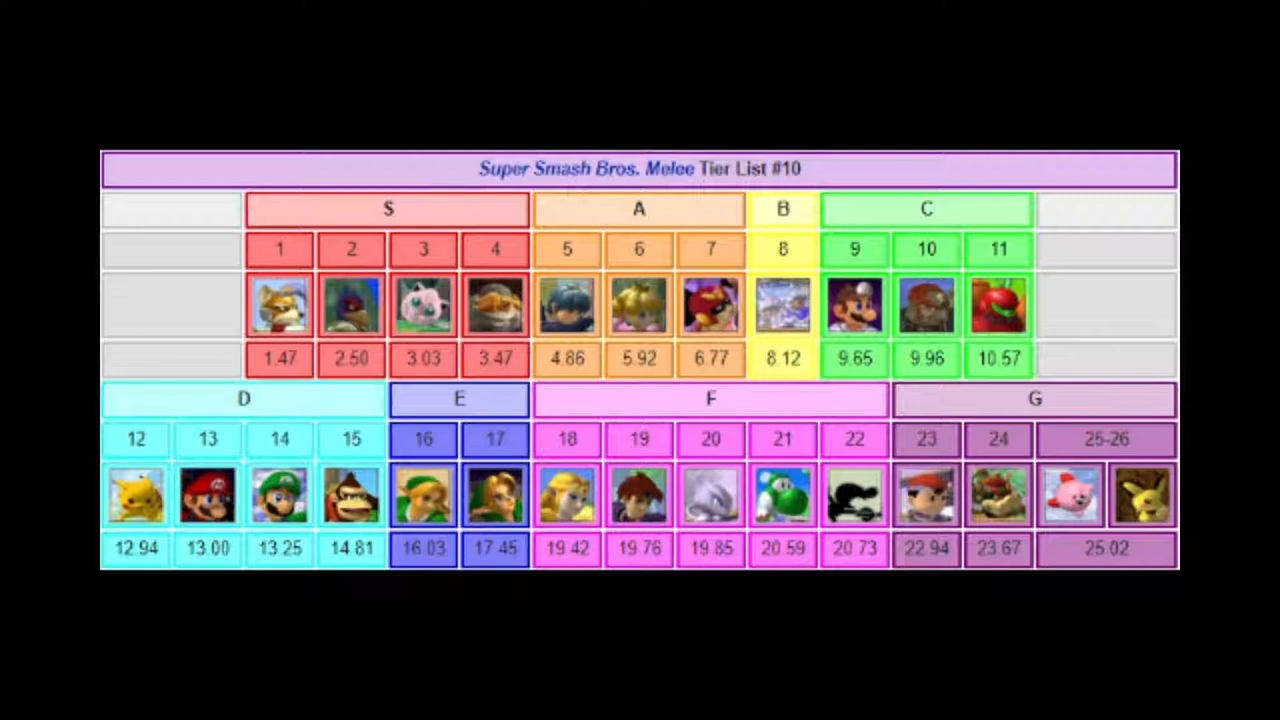 Super Smash Bros. Melee Tier List #10
S A B C
1 2 3 4 5 6 7 8 9 10 11
1.47 2.50 3.03 3.47 4.86 5.92 6.77 8.12 9.65 9.96 10.57
D E F G
12 13 14 15 16 17 18 19 20 21 22 23 24 25-26
12.94 13.00 13.25 14.81 16.03 17.45 19.42 19.76 19.85 20.59 20.73 22.94 23.67 25.02